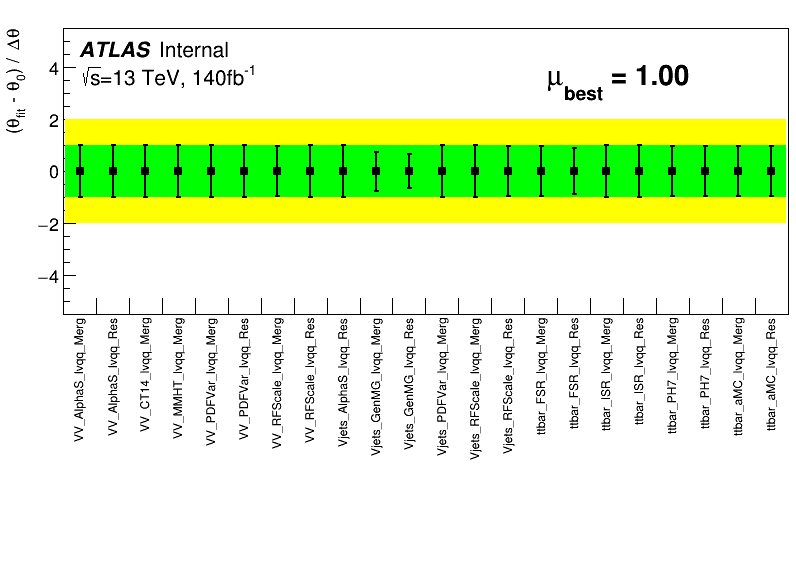 ATLAS Internal
√s=13 TeV, 140fb-1
μbest = 1.00
(θfit - θ0) / Δθ
4
2
0
−2
−4
VV_AlphaS_lvqq_Merg
VV_AlphaS_lvqq_Res
VV_CT14_lvqq_Merg
VV_MMHT_lvqq_Merg
VV_PDFVar_lvqq_Merg
VV_PDFVar_lvqq_Res
VV_RFScale_lvqq_Merg
VV_RFScale_lvqq_Res
Vjets_AlphaS_lvqq_Merg
Vjets_GenMG_lvqq_Merg
Vjets_GenMG_lvqq_Res
Vjets_PDFVar_lvqq_Merg
Vjets_RFScale_lvqq_Merg
Vjets_RFScale_lvqq_Res
ttbar_FSR_lvqq_Merg
ttbar_FSR_lvqq_Res
ttbar_ISR_lvqq_Merg
ttbar_ISR_lvqq_Res
ttbar_PH7_lvqq_Merg
ttbar_PH7_lvqq_Res
ttbar_aMC_lvqq_Merg
ttbar_aMC_lvqq_Res